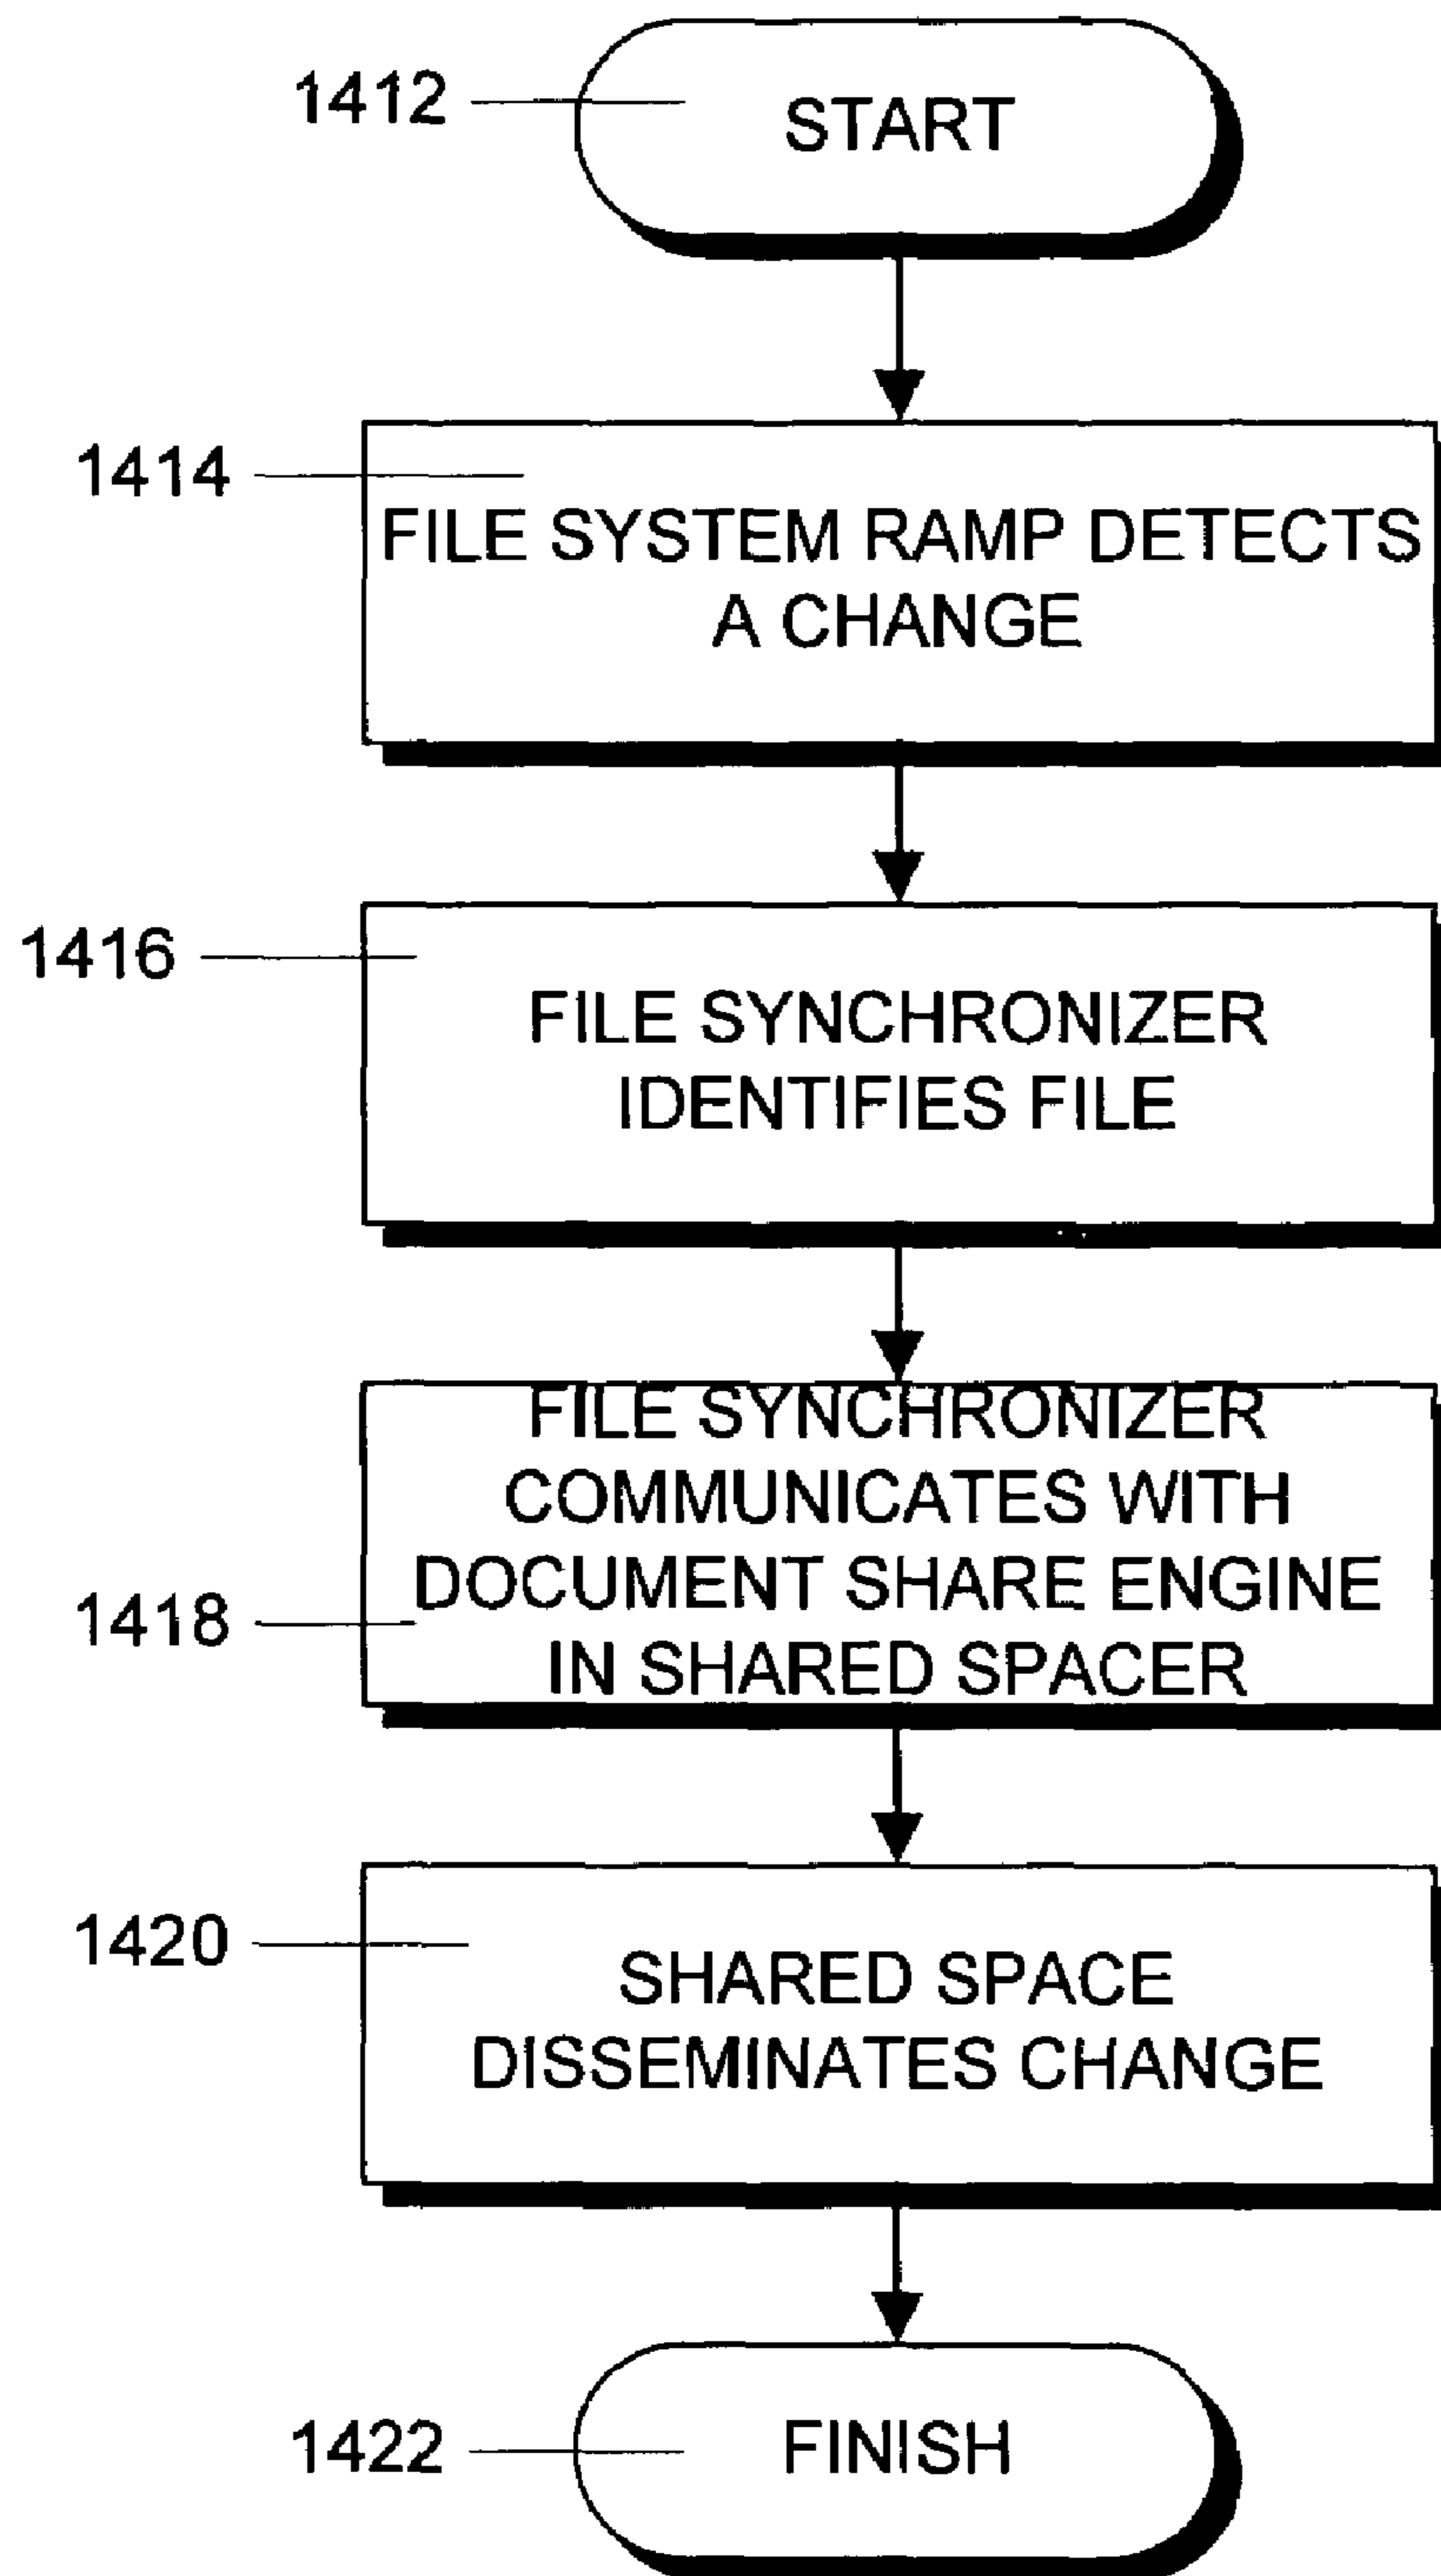 1412
START
1414
FILE SYSTEM RAMP DETECTS
A CHANGE
1416
FILE SYNCHRONIZER
IDENTIFIES FILE
FILE SYNCHRONIZER
COMMUNICATES WITH
DOCUMENT SHARE ENGINE
1418
IN SHARED SPACER
1420
SHARED SPACE
DISSEMINATES CHANGE
1422
FINISH